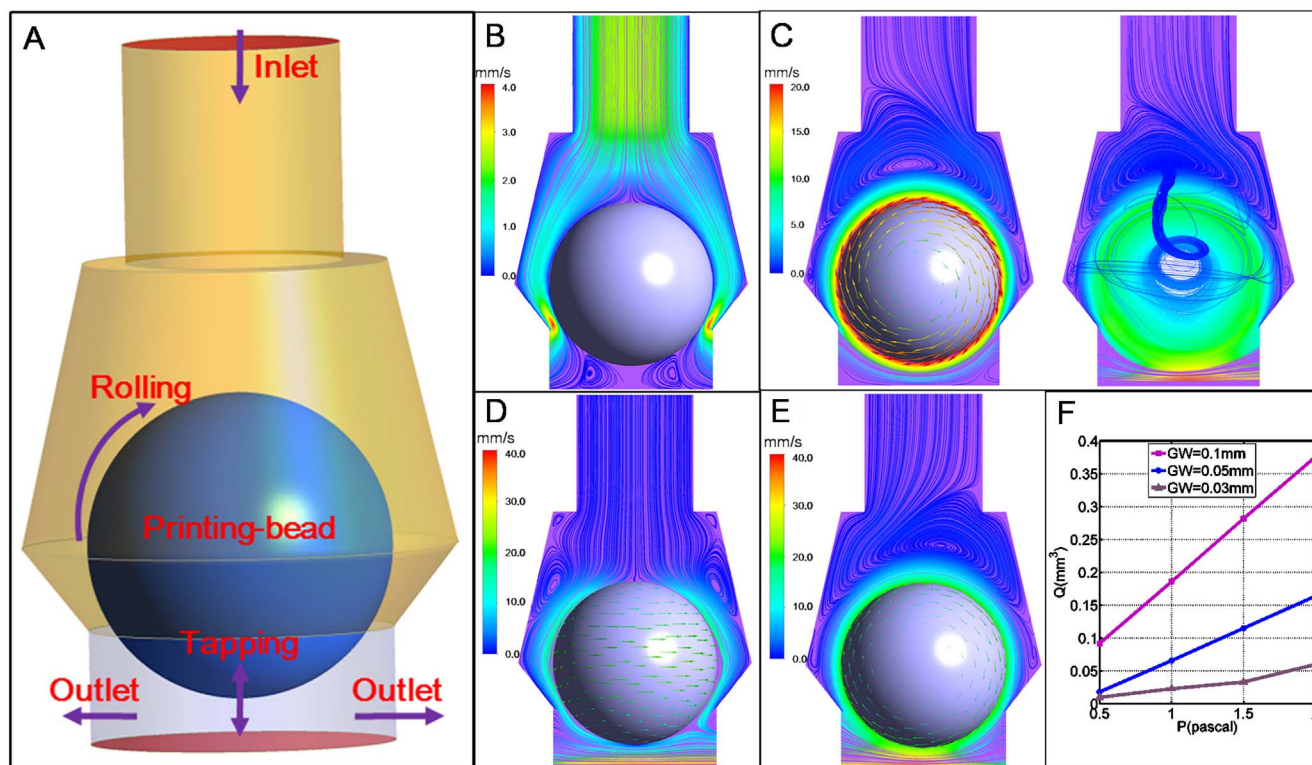 A
Inlet
Rolling
Printing-bead
Tapping
Outlet
Outlet
B
mm/s
4.0
3.0
2.0
1.0
0.0
C
mm/s
20.0
15.0
10.0
5.0
0.0
D
mm/s
40.0
30.0
20.0
10.0
0.0
E
mm/s
40.0
30.0
20.0
10.0
0.0
F
GW=0.1mm
GW=0.05mm
GW=0.03mm
Q(mm³)
0.4
0.35
0.3
0.25
0.2
0.15
0.1
0.05
0
0.5
1
1.5
P(pascal)